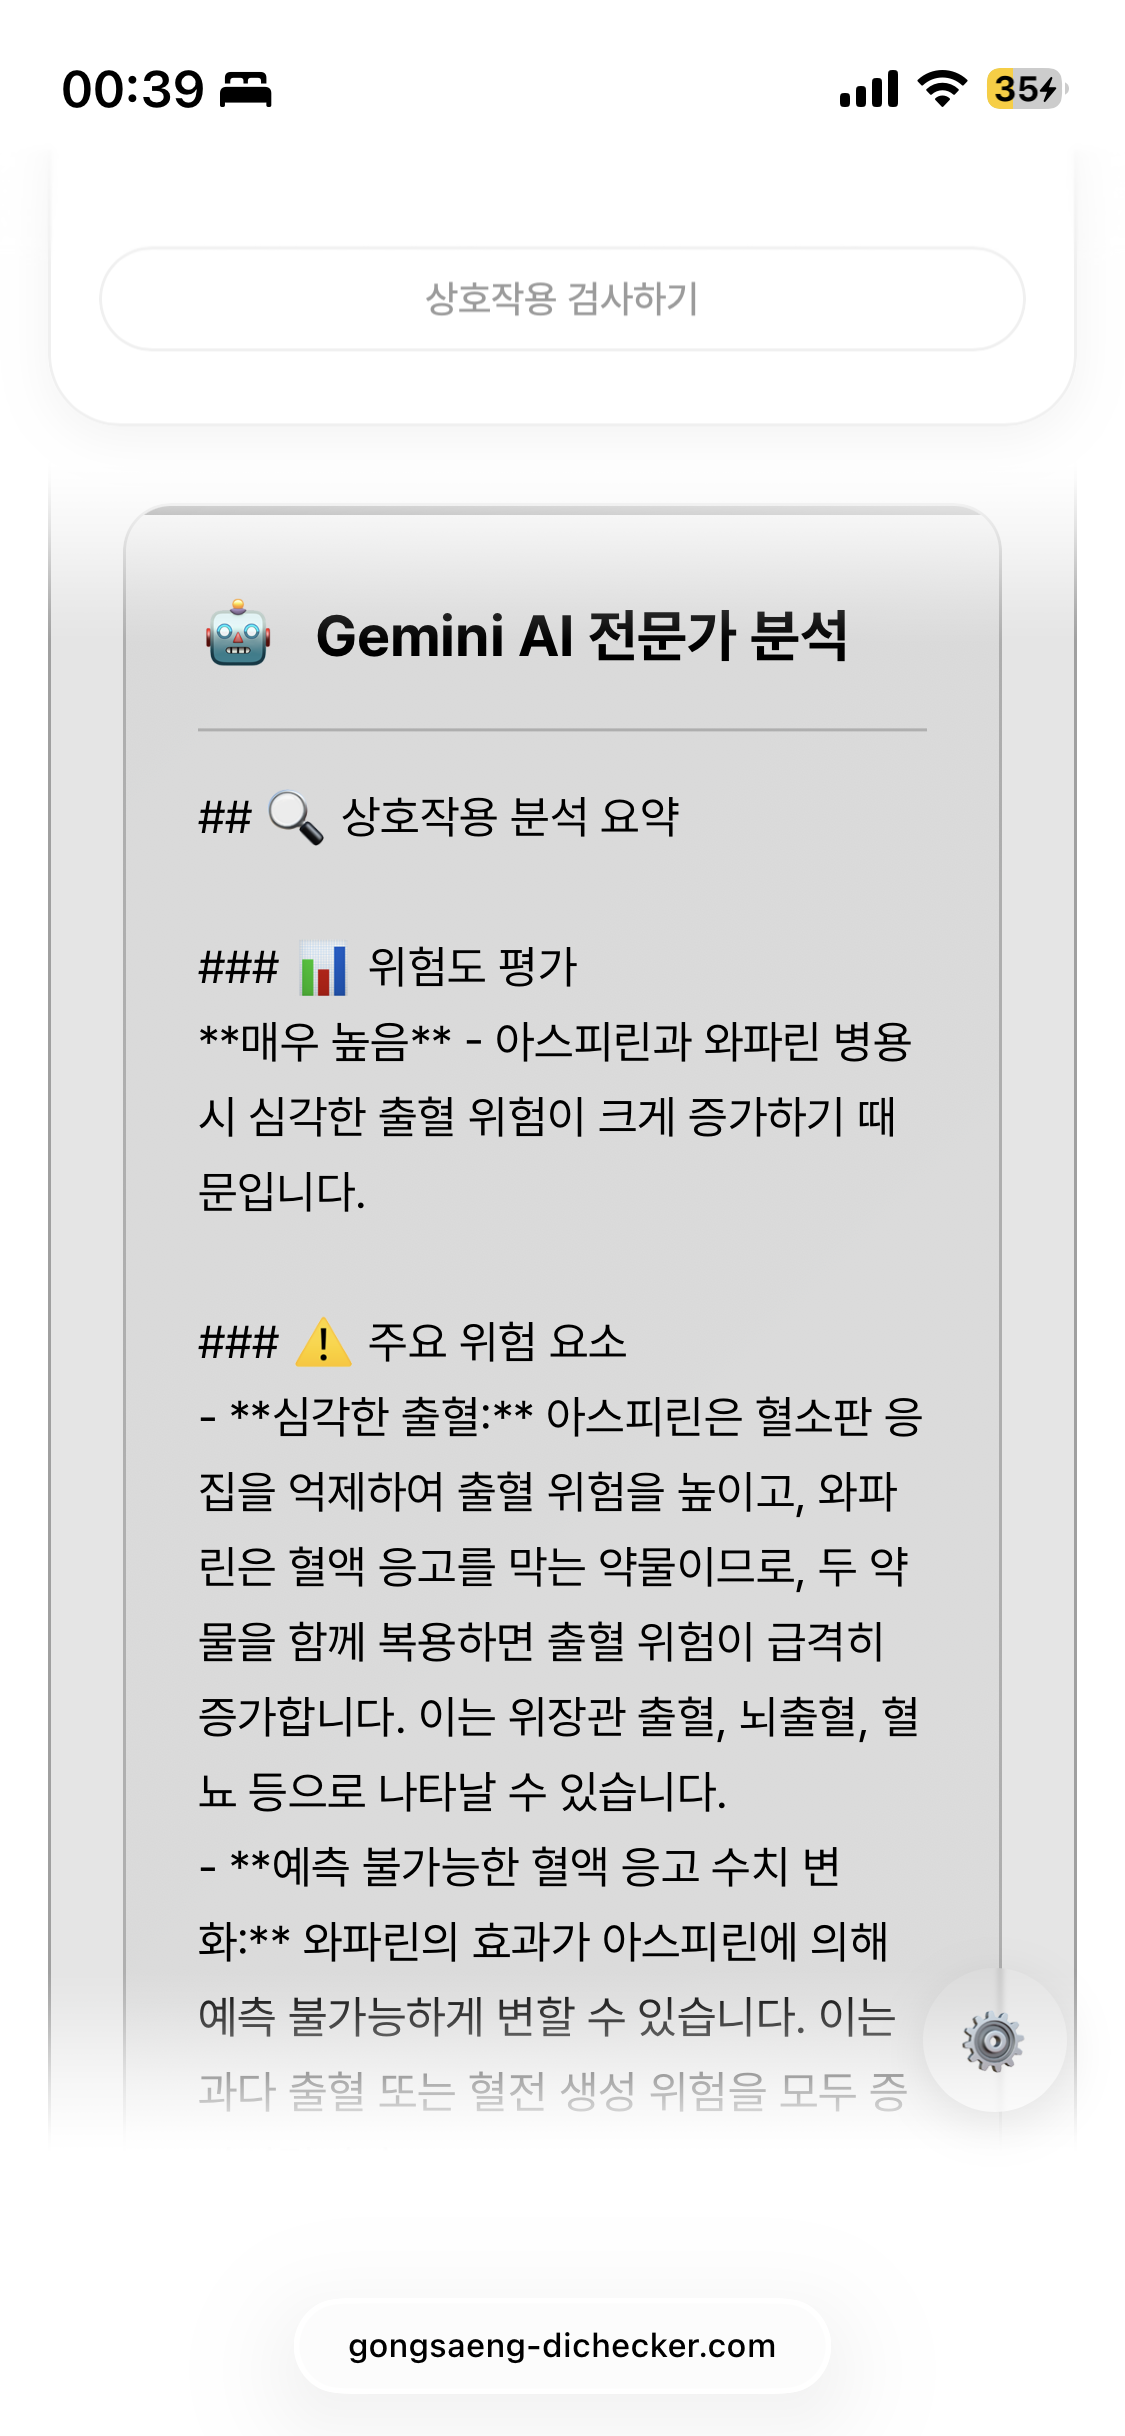 00:39
35
상호작용 검사하기
🤖 Gemini AI 전문가 분석
## 🔍 상호작용 분석 요약
### 📊 위험도 평가
**매우 높음** - 아스피린과 와파린 병용
시 심각한 출혈 위험이 크게 증가하기 때
문입니다.
### ⚠️ 주요 위험 요소
- **심각한 출혈:** 아스피린은 혈소판 응
집을 억제하여 출혈 위험을 높이고, 와파
린은 혈액 응고를 막는 약물이므로, 두 약
물을 함께 복용하면 출혈 위험이 급격히
증가합니다. 이는 위장관 출혈, 뇌출혈, 혈
뇨 등으로 나타날 수 있습니다.
- **예측 불가능한 혈액 응고 수치 변
화:** 와파린의 효과가 아스피린에 의해
예측 불가능하게 변할 수 있습니다. 이는
과다 출혈 또는 혈전 생성 위험을 모두 증
gongsaeng-dichecker.com